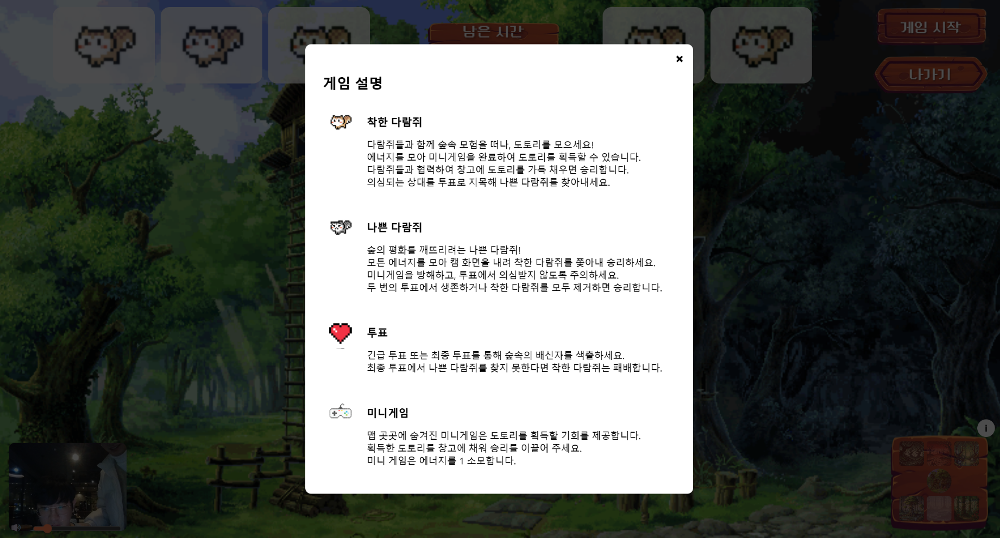 남은 시간
게임 시작
나가기
게임 설명
착한 다람쥐
다람쥐들과 함께 숲속 모험을 떠나, 도토리를 모으세요!
에너지를 모아 미니게임을 완료하여 도토리를 획득할 수 있습니다.
다람쥐들과 협력하여 창고에 도토리를 가득 채우면 승리합니다.
의심되는 상대를 투표로 지목해 나쁜 다람쥐를 찾아내세요.
나쁜 다람쥐
숲의 평화를 깨뜨리려는 나쁜 다람쥐!
모든 에너지를 모아 캠 화면을 내려 착한 다람쥐를 쫓아내 승리하세요.
미니게임을 방해하고, 투표에서 의심받지 않도록 주의하세요.
두 번의 투표에서 생존하거나 착한 다람쥐를 모두 제거하면 승리합니다.
투표
긴급 투표 또는 최종 투표를 통해 숲속의 배신자를 색출하세요.
최종 투표에서 나쁜 다람쥐를 찾지 못한다면 착한 다람쥐는 패배합니다.
미니게임
맵 곳곳에 숨겨진 미니게임은 도토리를 획득할 기회를 제공합니다.
획득한 도토리를 창고에 채워 승리를 이끌어 주세요.
미니 게임은 에너지를 1 소모합니다.
i